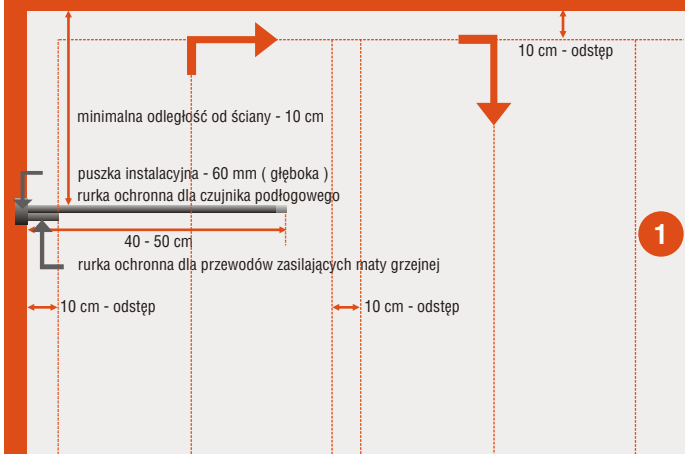 10 cm - odstęp
minimalna odległość od ściany - 10 cm
puszka instalacyjna - 60 mm ( głęboka )
rurka ochronna dla czujnika podłogowego
1
40 - 50 cm
rurka ochronna dla przewodów zasilających maty grzejnej
10 cm - odstęp
10 cm - odstęp